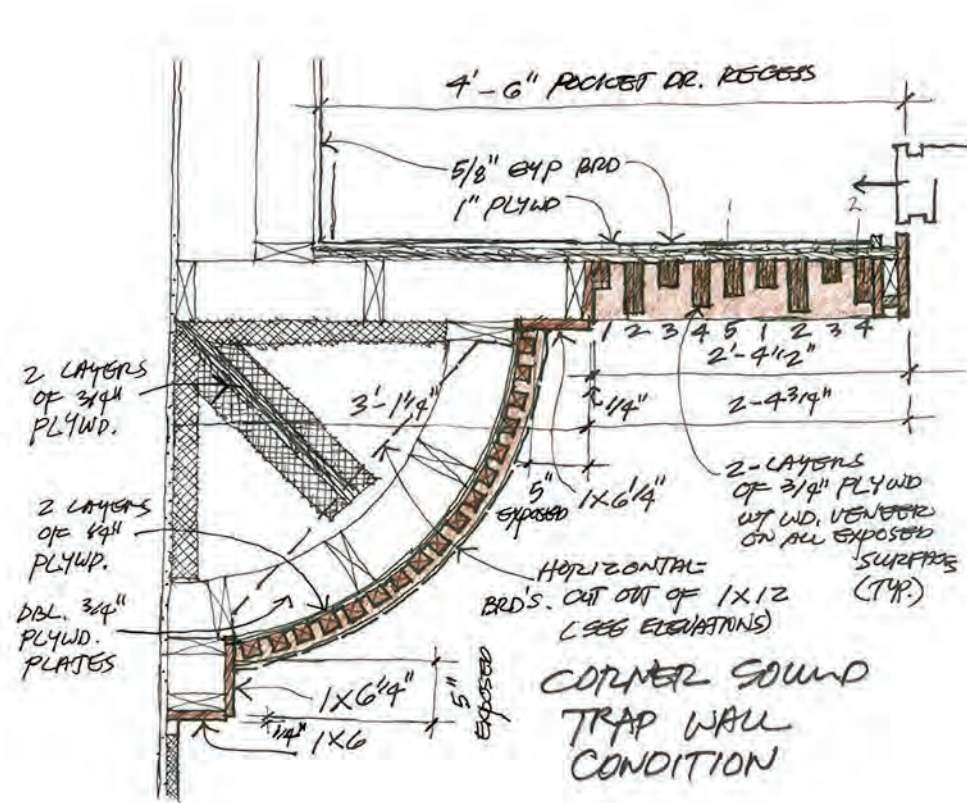 4'-6" POCKET DR. RECESS
5/8" GYP BRD
1" PLYWD
1
2
1 2 3 4 5 1 2 3 4
2'-4 1/2"
2-4 3/4"
1/4"
3'-1 1/4"
2 LAYERS
OF 3/4"
PLYWD.
5"
EXPOSED
1X6 1/4"
2-LAYERS
OF 3/4" PLYWD
W/ WD. VENEER
ON ALL EXPOSED
SURFACES
(TYP.)
2 LAYERS
OF 1/4"
PLYWD.
HORIZONTAL
BRD'S. CUT OUT OF 1X12
(SEE ELEVATIONS)
DBL. 3/4"
PLYWD.
PLATES
1X6 1/4"
5"
EXPOSED
1/4"
1X6
CORNER SOUND
TRAP WALL
CONDITION